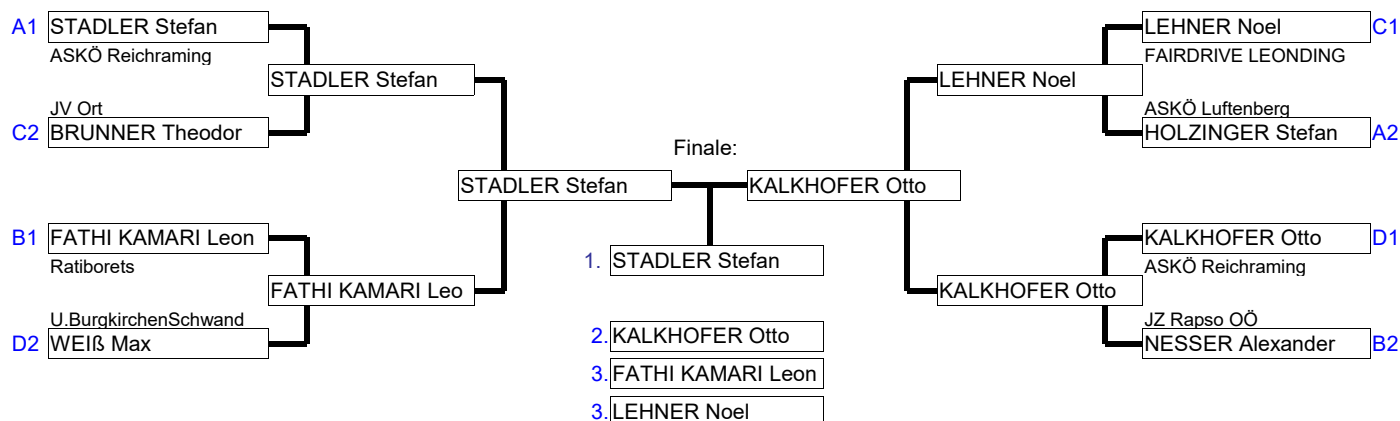 A1 STADLER Stefan
ASKÖ Reichraming
STADLER Stefan
JV Ort
C2 BRUNNER Theodor
STADLER Stefan
B1 FATHI KAMARI Leon
Ratiborets
FATHI KAMARI Leo
U.BurgkirchenSchwand
D2 WEIß Max
Finale:
1. STADLER Stefan
2. KALKHOFER Otto
3. FATHI KAMARI Leon
3. LEHNER Noel
LEHNER Noel C1
FAIRDRIVE LEONDING
LEHNER Noel
ASKÖ Luftenberg
HOLZINGER Stefan A2
KALKHOFER Otto
KALKHOFER Otto D1
ASKÖ Reichraming
KALKHOFER Otto
JZ Rapso OÖ
NESSER Alexander B2